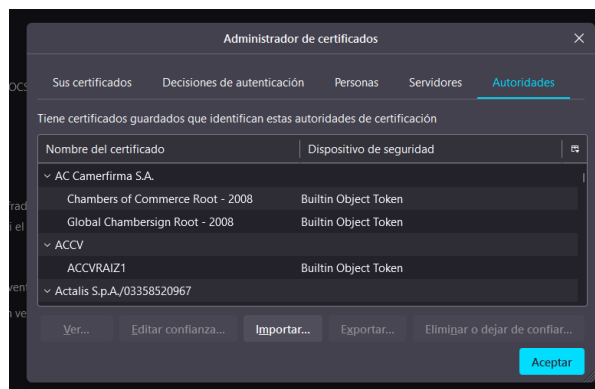 Administrador de certificados
OCS
Sus certificados Decisiones de autenticación Personas Servidores Autoridades
Tiene certificados guardados que identifican estas autoridades de certificación
Nombre del certificado Dispositivo de seguridad
AC Camerfirma S.A.
Chambers of Commerce Root - 2008 Builtin Object Token
Global Chambersign Root - 2008 Builtin Object Token
ACCV
ACCVRAIZ1 Builtin Object Token
Actalis S.p.A./03358520967
Ver... Editar confianza... Importar... Exportar... Eliminar o dejar de confiar...
Aceptar